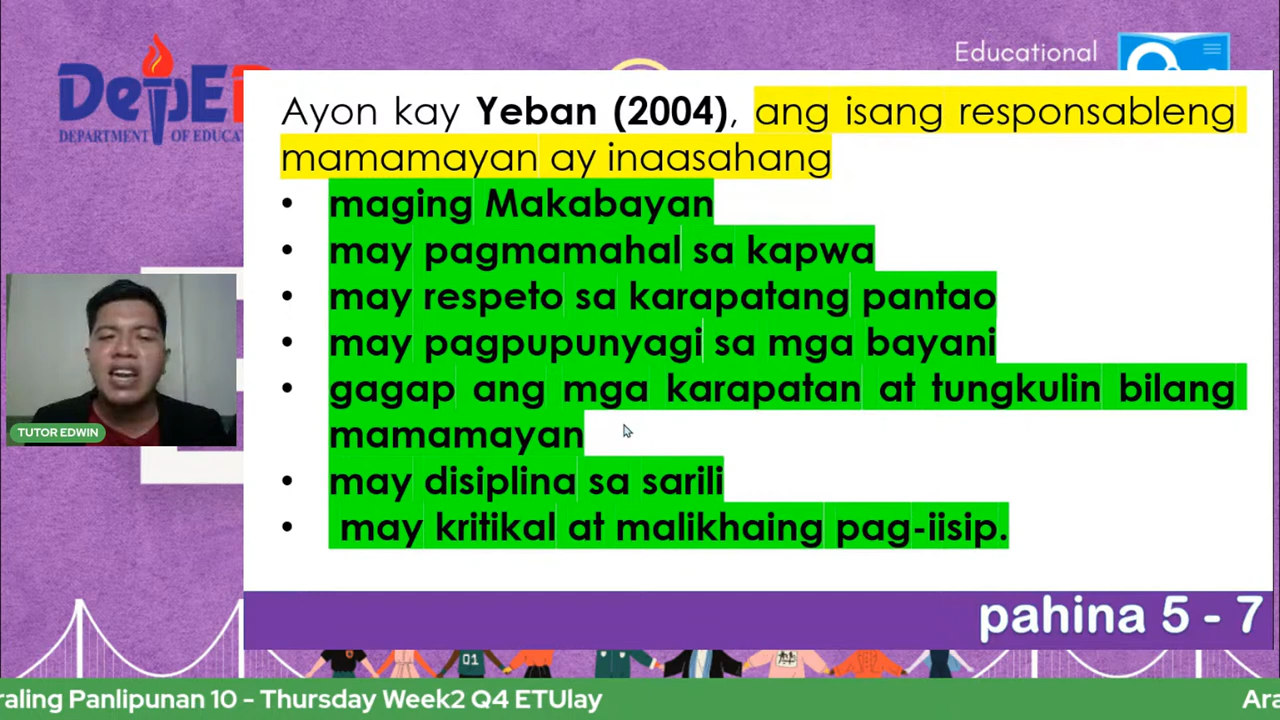 Educational
DepE
DEPARTMENT OF EDUCA
Ayon kay Yeban (2004), ang isang responsableng
mamamayan ay inaasahang
• maging Makabayan
• may pagmamahal sa kapwa
• may respeto sa karapatang pantao
• may pagpupunyagi sa mga bayani
• gagap ang mga karapatan at tungkulin bilang
mamamayan
• may disiplina sa sarili
• may kritikal at malikhaing pag-iisip.
TUTOR EDWIN
pahina 5 - 7
01
raling Panlipunan 10 - Thursday Week2 Q4 ETUlay
Ara